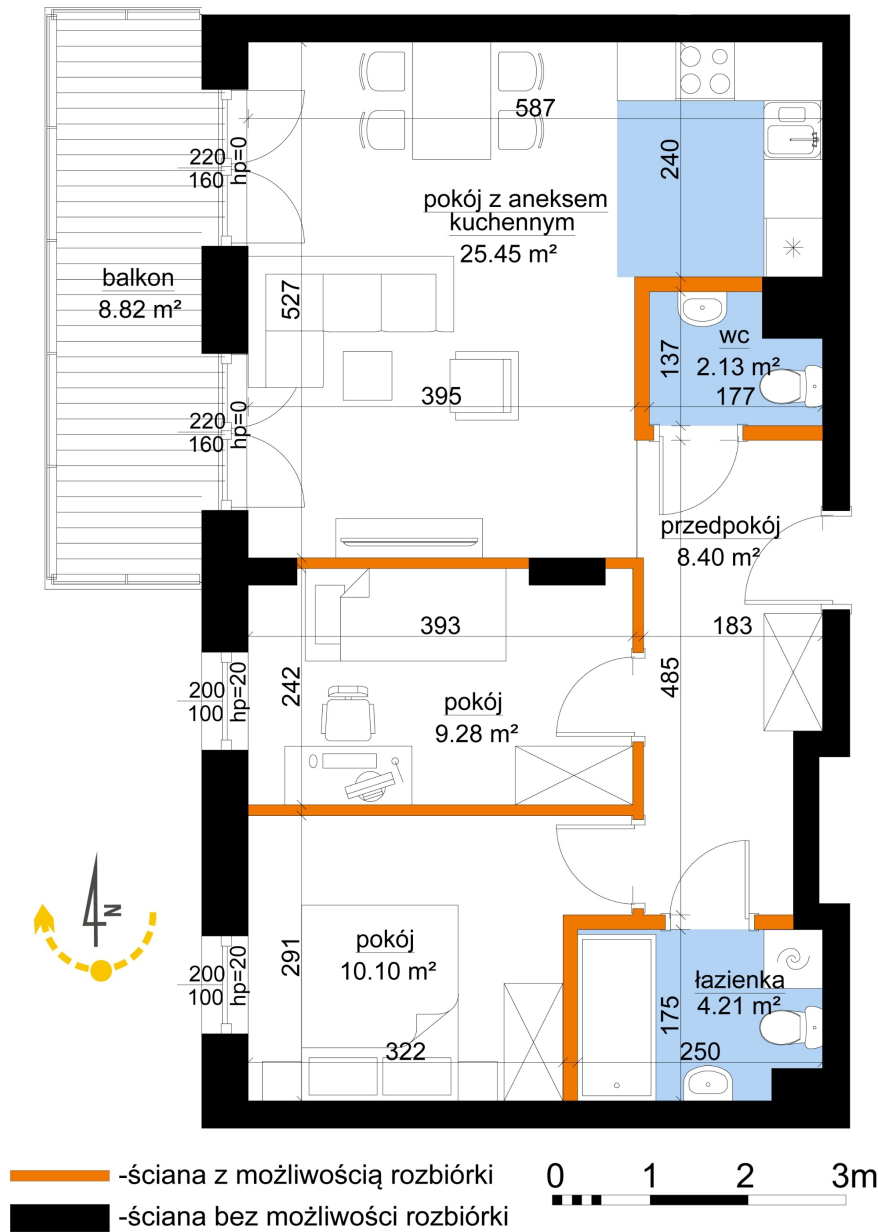 587
220
160
hp=0
240
pokój z aneksem
kuchennym
25.45 m²
balkon
8.82 m²
527
wc
2.13 m²
137
177
395
220
160
hp=0
przedpokój
8.40 m²
393
183
242
485
200
100
hp=20
pokój
9.28 m²
N
291
pokój
10.10 m²
200
100
hp=20
łazienka
4.21 m²
175
322
250
-ściana z możliwością rozbiórki
0 1 2 3m
-ściana bez możliwości rozbiórki